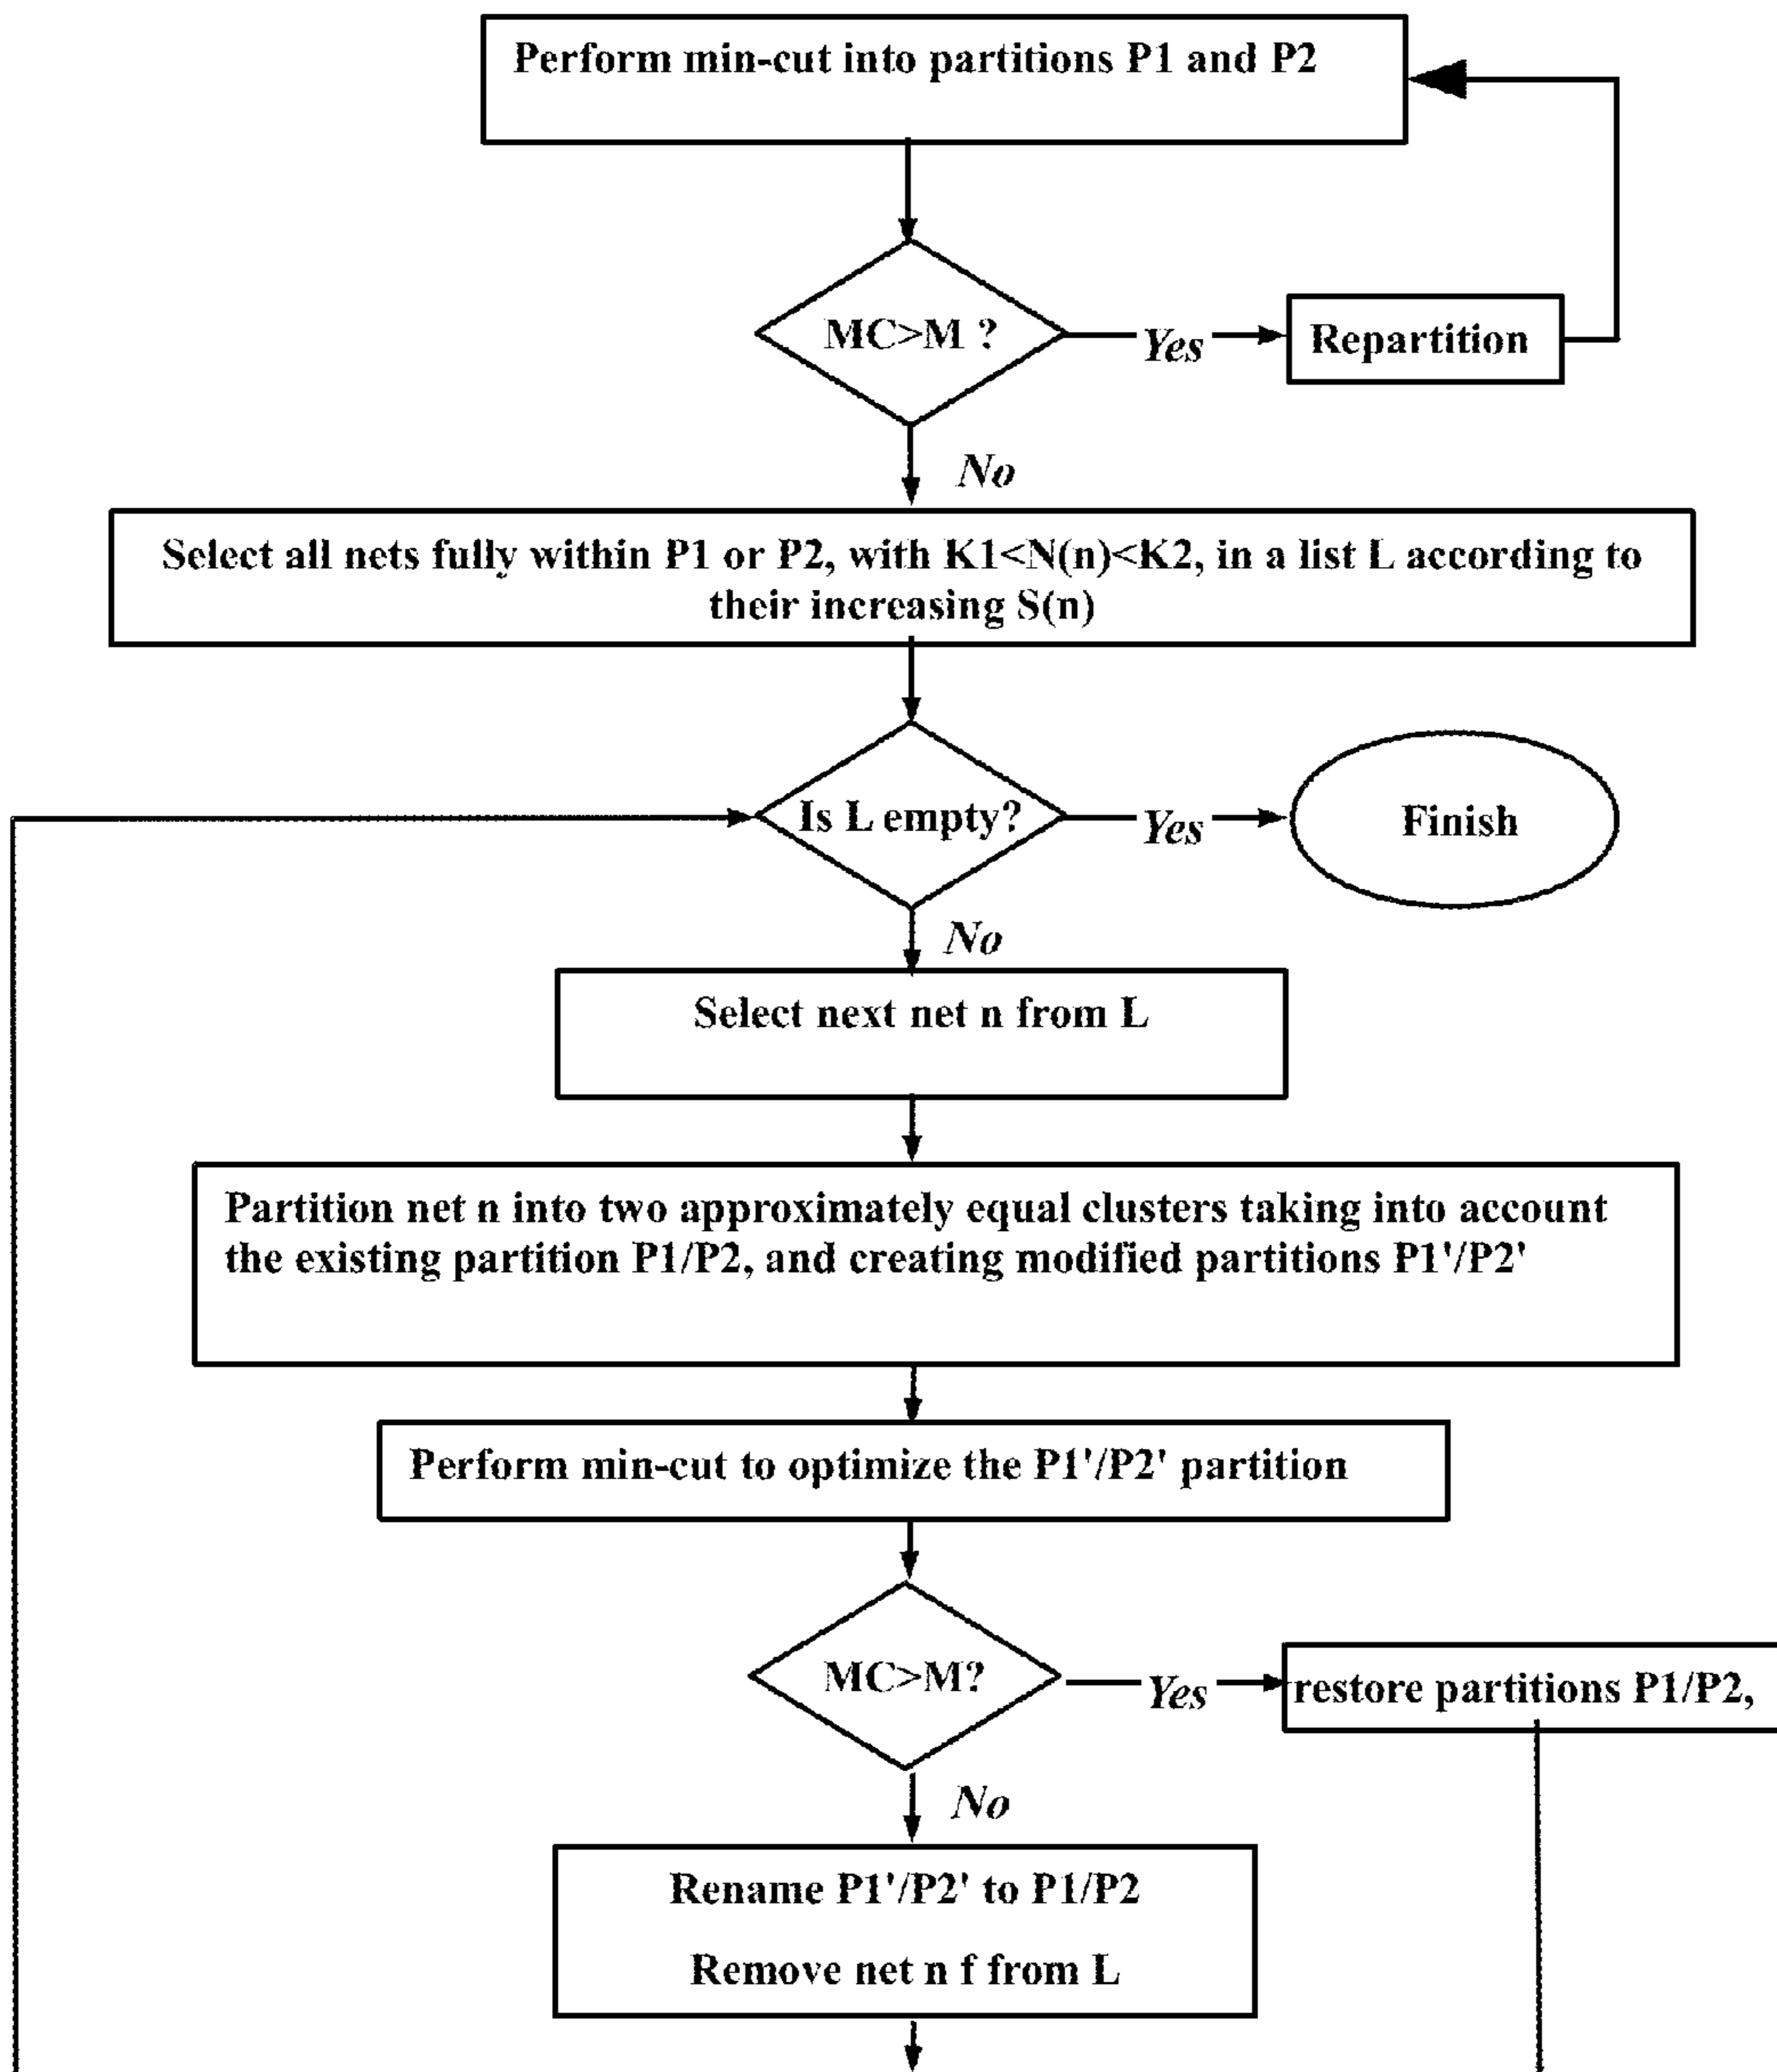 Perform min-cut into partitions P1 and P2
MC>M ?
Yes
Repartition
No
Select all nets fully within P1 or P2, with K1<N(n)<K2, in a list L according to
their increasing S(n)
Is L empty?
Yes
Finish
No
Select next net n from L
Partition net n into two approximately equal clusters taking into account
the existing partition P1/P2, and creating modified partitions P1'/P2'
Perform min-cut to optimize the P1'/P2' partition
MC>M?
Yes
restore partitions P1/P2,
No
Rename P1'/P2' to P1/P2
Remove net n f from L